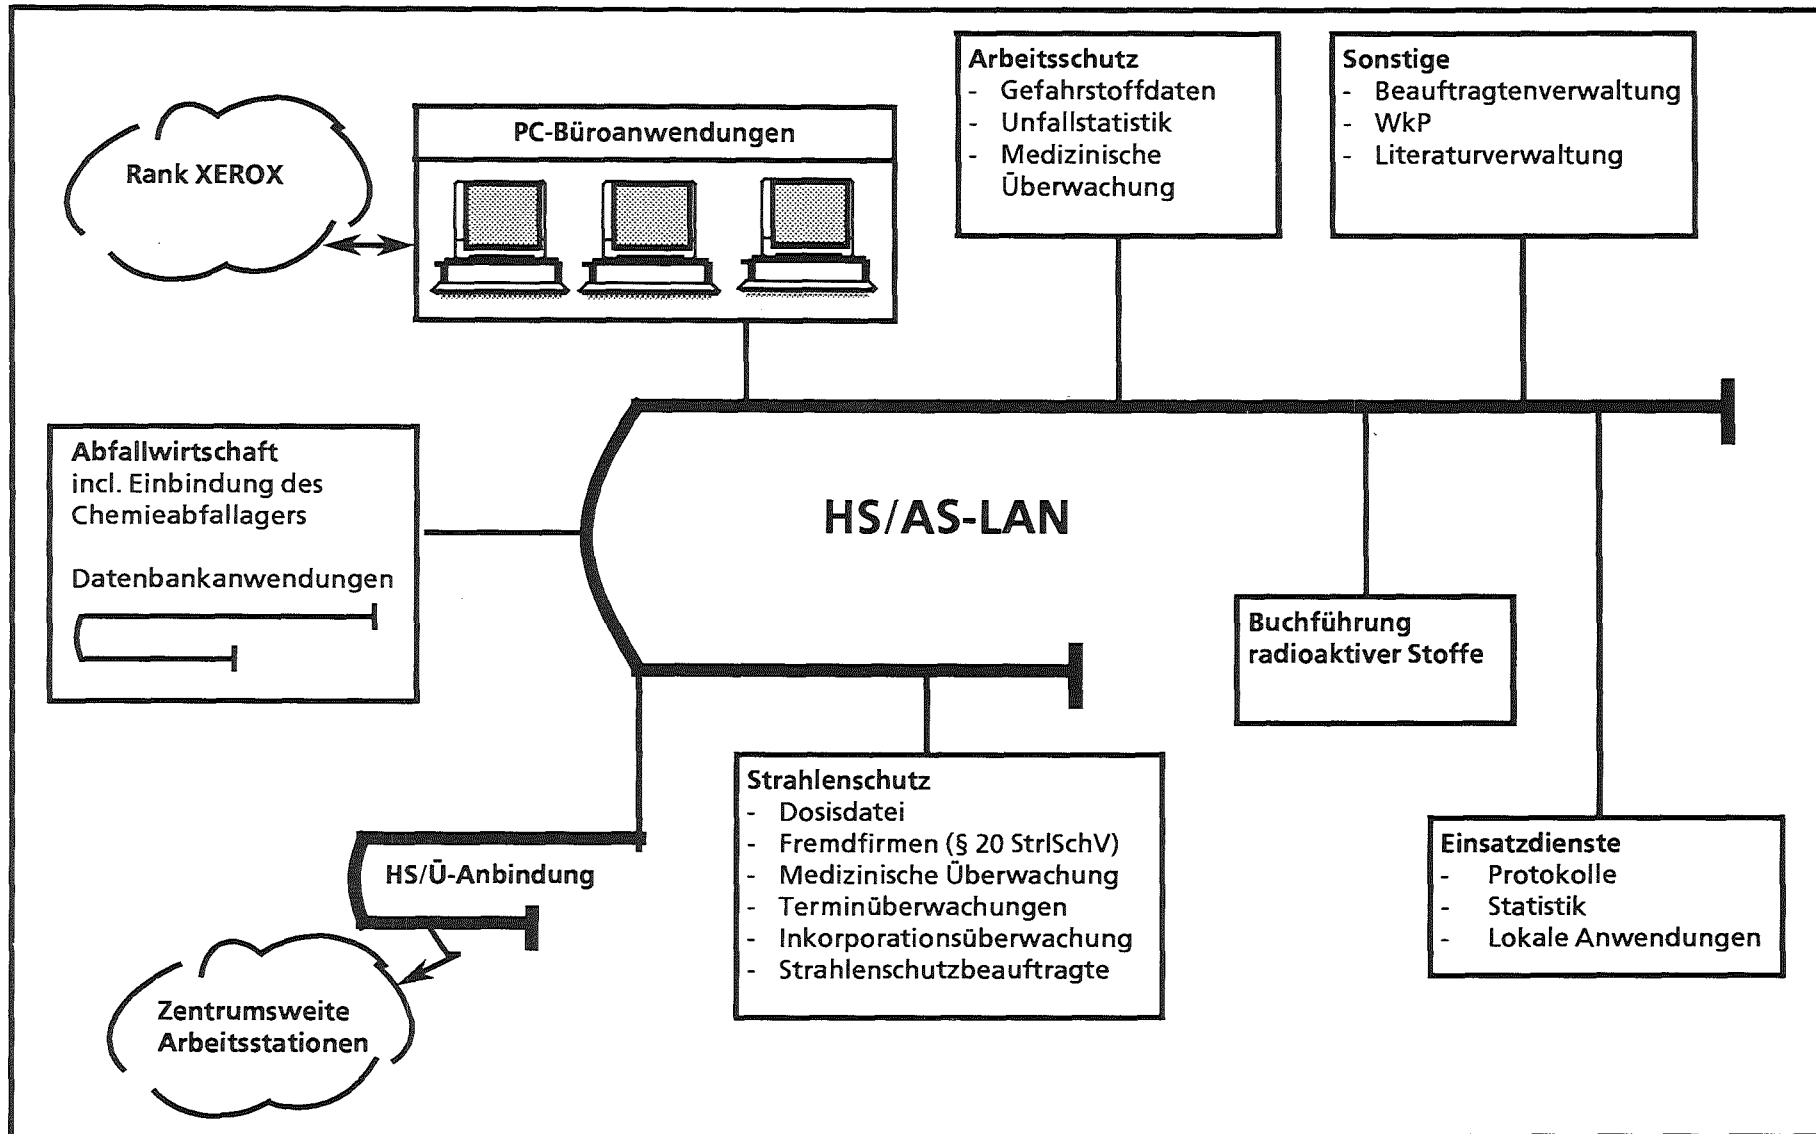 Rank XEROX
PC-Büroanwendungen
Arbeitsschutz
- Gefahrstoffdaten
- Unfallstatistik
- Medizinische
Überwachung
Sonstige
- Beauftragtenverwaltung
- WkP
- Literaturverwaltung
Abfallwirtschaft
incl. Einbindung des
Chemieabfallagers
Datenbankanwendungen
HS/AS-LAN
Buchführung
radioaktiver Stoffe
HS/Ü-Anbindung
Zentrumsweite
Arbeitsstationen
Strahlenschutz
- Dosisdatei
- Fremdfirmen (§ 20 StrlSchV)
- Medizinische Überwachung
- Terminüberwachungen
- Inkorporationsüberwachung
- Strahlenschutzbeauftragte
Einsatzdienste
- Protokolle
- Statistik
- Lokale Anwendungen